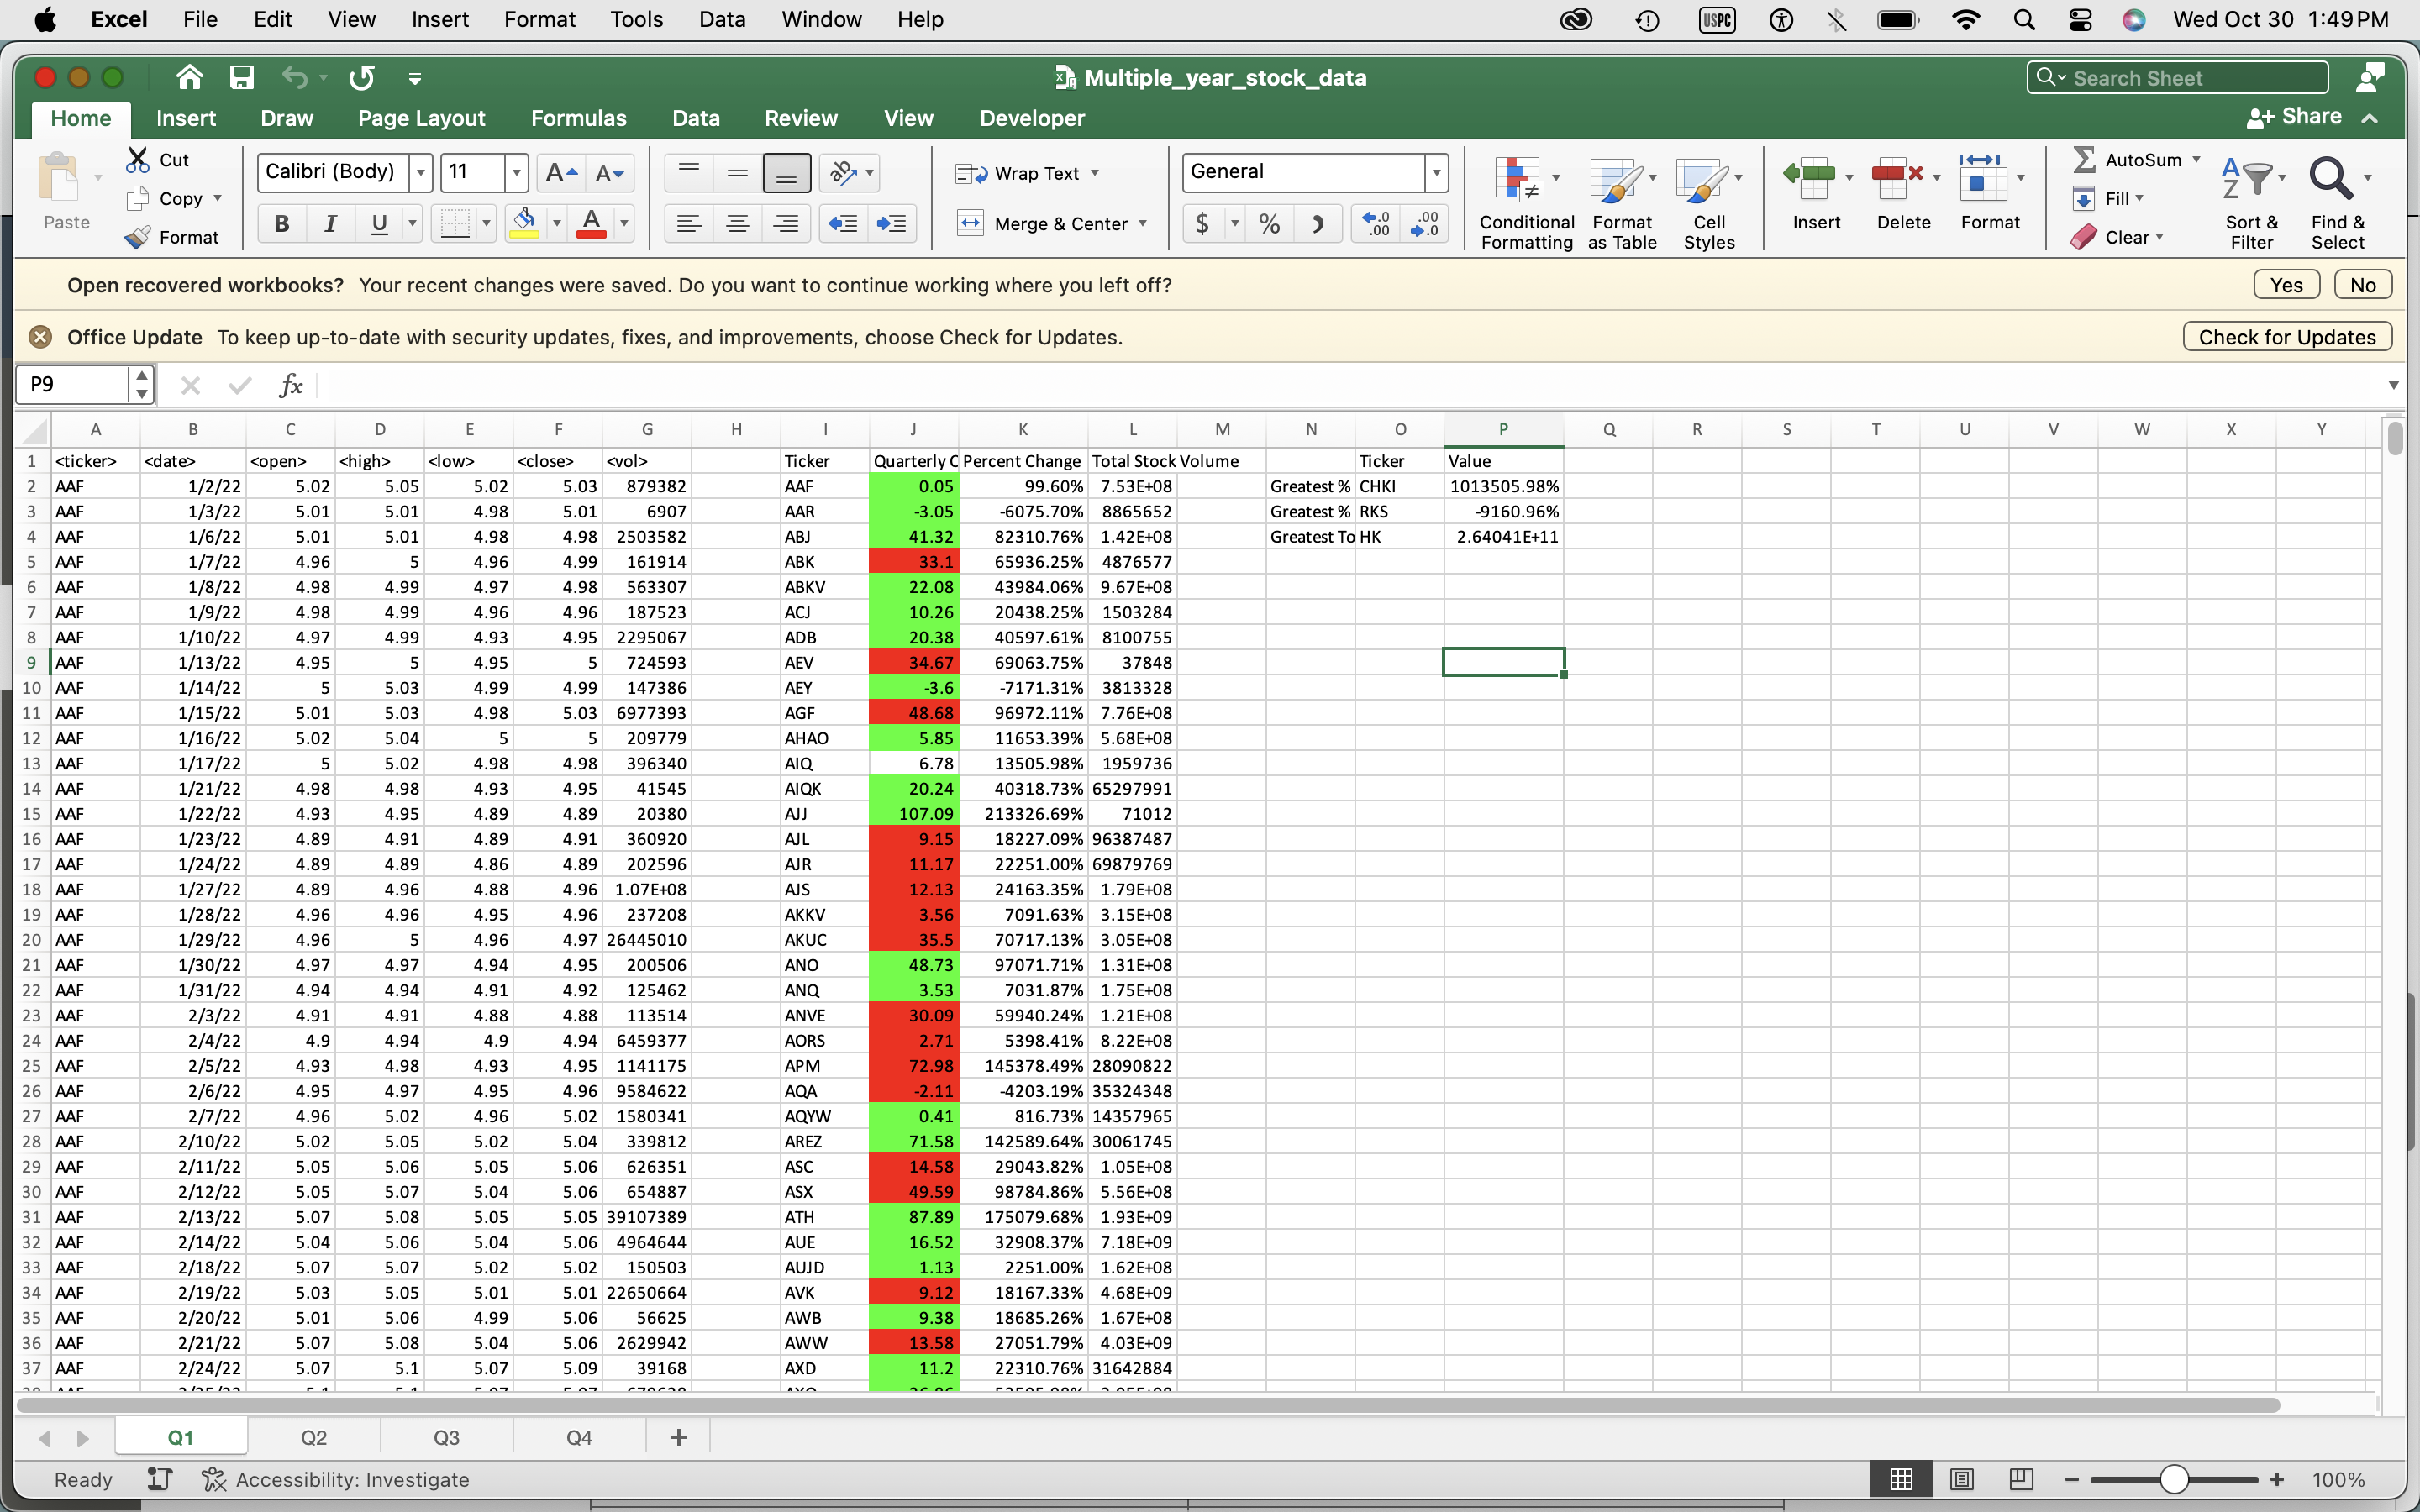 Excel File Edit View Insert Format Tools Data Window Help USPC Wed Oct 30 1:49 PM
Multiple_year_stock_data Search Sheet
Home Insert Draw Page Layout Formulas Data Review View Developer Share
Paste Cut Calibri (Body) 11 Wrap Text General AutoSum
Copy Fill
Format B I U A Merge & Center $ % Conditional Formatting Format as Table Cell Styles Insert Delete Format Clear Sort & Filter Find & Select
Open recovered workbooks? Your recent changes were saved. Do you want to continue working where you left off? Yes No
Office Update To keep up-to-date with security updates, fixes, and improvements, choose Check for Updates. Check for Updates
P9 fx
A B C D E F G H I J K L M N O P Q R S T U V W X Y
1 <ticker> <date> <open> <high> <low> <close> <vol> Ticker Quarterly C Percent Change Total Stock Volume Ticker Value
2 AAF 1/2/22 5.02 5.05 5.02 5.03 879382 AAF 0.05 99.60% 7.53E+08 Greatest % CHKI 1013505.98%
3 AAF 1/3/22 5.01 5.01 4.98 5.01 6907 AAR -3.05 -6075.70% 8865652 Greatest % RKS -9160.96%
4 AAF 1/6/22 5.01 5.01 4.98 4.98 2503582 ABJ 41.32 82310.76% 1.42E+08 Greatest To HK 2.64041E+11
5 AAF 1/7/22 4.96 5 4.96 4.99 161914 ABK 33.1 65936.25% 4876577
6 AAF 1/8/22 4.98 4.99 4.97 4.98 563307 ABKV 22.08 43984.06% 9.67E+08
7 AAF 1/9/22 4.98 4.99 4.96 4.96 187523 ACJ 10.26 20438.25% 1503284
8 AAF 1/10/22 4.97 4.99 4.93 4.95 2295067 ADB 20.38 40597.61% 8100755
9 AAF 1/13/22 4.95 5 4.95 5 724593 AEV 34.67 69063.75% 37848
10 AAF 1/14/22 5 5.03 4.99 4.99 147386 AEY -3.6 -7171.31% 3813328
11 AAF 1/15/22 5.01 5.03 4.98 5.03 6977393 AGF 48.68 96972.11% 7.76E+08
12 AAF 1/16/22 5.02 5.04 5 5 209779 AHAO 5.85 11653.39% 5.68E+08
13 AAF 1/17/22 5 5.02 4.98 4.98 396340 AIQ 6.78 13505.98% 1959736
14 AAF 1/21/22 4.98 4.98 4.93 4.95 41545 AIQK 20.24 40318.73% 65297991
15 AAF 1/22/22 4.93 4.95 4.89 4.89 20380 AJJ 107.09 213326.69% 71012
16 AAF 1/23/22 4.89 4.91 4.89 4.91 360920 AJL 9.15 18227.09% 96387487
17 AAF 1/24/22 4.89 4.89 4.86 4.89 202596 AJR 11.17 22251.00% 69879769
18 AAF 1/27/22 4.89 4.96 4.88 4.96 1.07E+08 AJS 12.13 24163.35% 1.79E+08
19 AAF 1/28/22 4.96 4.96 4.95 4.96 237208 AKKV 3.56 7091.63% 3.15E+08
20 AAF 1/29/22 4.96 5 4.96 4.97 26445010 AKUC 35.5 70717.13% 3.05E+08
21 AAF 1/30/22 4.97 4.97 4.94 4.95 200506 ANO 48.73 97071.71% 1.31E+08
22 AAF 1/31/22 4.94 4.94 4.91 4.92 125462 ANQ 3.53 7031.87% 1.75E+08
23 AAF 2/3/22 4.91 4.91 4.88 4.88 113514 ANVE 30.09 59940.24% 1.21E+08
24 AAF 2/4/22 4.9 4.94 4.9 4.94 6459377 AORS 2.71 5398.41% 8.22E+08
25 AAF 2/5/22 4.93 4.98 4.93 4.95 1141175 APM 72.98 145378.49% 28090822
26 AAF 2/6/22 4.95 4.97 4.95 4.96 9584622 AQA -2.11 -4203.19% 35324348
27 AAF 2/7/22 4.96 5.02 4.96 5.02 1580341 AQYW 0.41 816.73% 14357965
28 AAF 2/10/22 5.02 5.05 5.02 5.04 339812 AREZ 71.58 142589.64% 30061745
29 AAF 2/11/22 5.05 5.06 5.05 5.06 626351 ASC 14.58 29043.82% 1.05E+08
30 AAF 2/12/22 5.05 5.07 5.04 5.06 654887 ASX 49.59 98784.86% 5.56E+08
31 AAF 2/13/22 5.07 5.08 5.05 5.05 39107389 ATH 87.89 175079.68% 1.93E+09
32 AAF 2/14/22 5.04 5.06 5.04 5.06 4964644 AUE 16.52 32908.37% 7.18E+09
33 AAF 2/18/22 5.07 5.07 5.02 5.02 150503 AUJD 1.13 2251.00% 1.62E+08
34 AAF 2/19/22 5.03 5.05 5.01 5.01 22650664 AVK 9.12 18167.33% 4.68E+09
35 AAF 2/20/22 5.01 5.06 4.99 5.06 56625 AWB 9.38 18685.26% 1.67E+08
36 AAF 2/21/22 5.07 5.08 5.04 5.06 2629942 AWW 13.58 27051.79% 4.03E+09
37 AAF 2/24/22 5.07 5.1 5.07 5.09 39168 AXD 11.2 22310.76% 31642884
Q1 Q2 Q3 Q4 +
Ready Accessibility: Investigate 100%